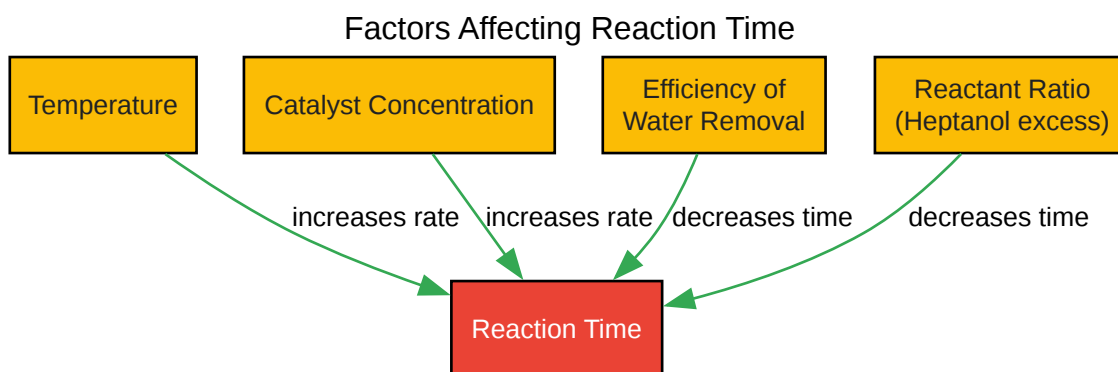 Factors Affecting Reaction Time
Temperature
Catalyst Concentration
Efficiency of
Water Removal
Reactant Ratio
(Heptanol excess)
increases rate
increases rate
decreases time
decreases time
Reaction Time